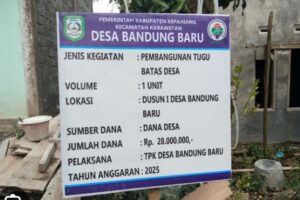 PEMERINTAH KABUPATEN KEPAHIANG
KECAMATAN KABAWETAN
DESA BANDUNG BARU
JENIS KEGIATAN : PEMBANGUNAN TUGU
BATAS DESA
VOLUME : 1 UNIT
LOKASI : DUSUN I DESA BANDUNG
BARU
SUMBER DANA : DANA DESA
JUMLAH DANA : Rp. 28.000.000,-
PELAKSANA : TPK DESA BANDUNG BARU
TAHUN ANGGARAN : 2025